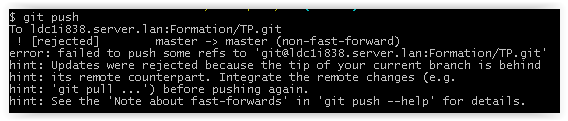 $ git push
To ldc1i838.server.lan:Formation/TP.git
 ! [rejected]        master -> master (non-fast-forward)
error: failed to push some refs to 'git@ldc1i838.server.lan:Formation/TP.git'
hint: Updates were rejected because the tip of your current branch is behind
hint: its remote counterpart. Integrate the remote changes (e.g.
hint: 'git pull ...') before pushing again.
hint: See the 'Note about fast-forwards' in 'git push --help' for details.